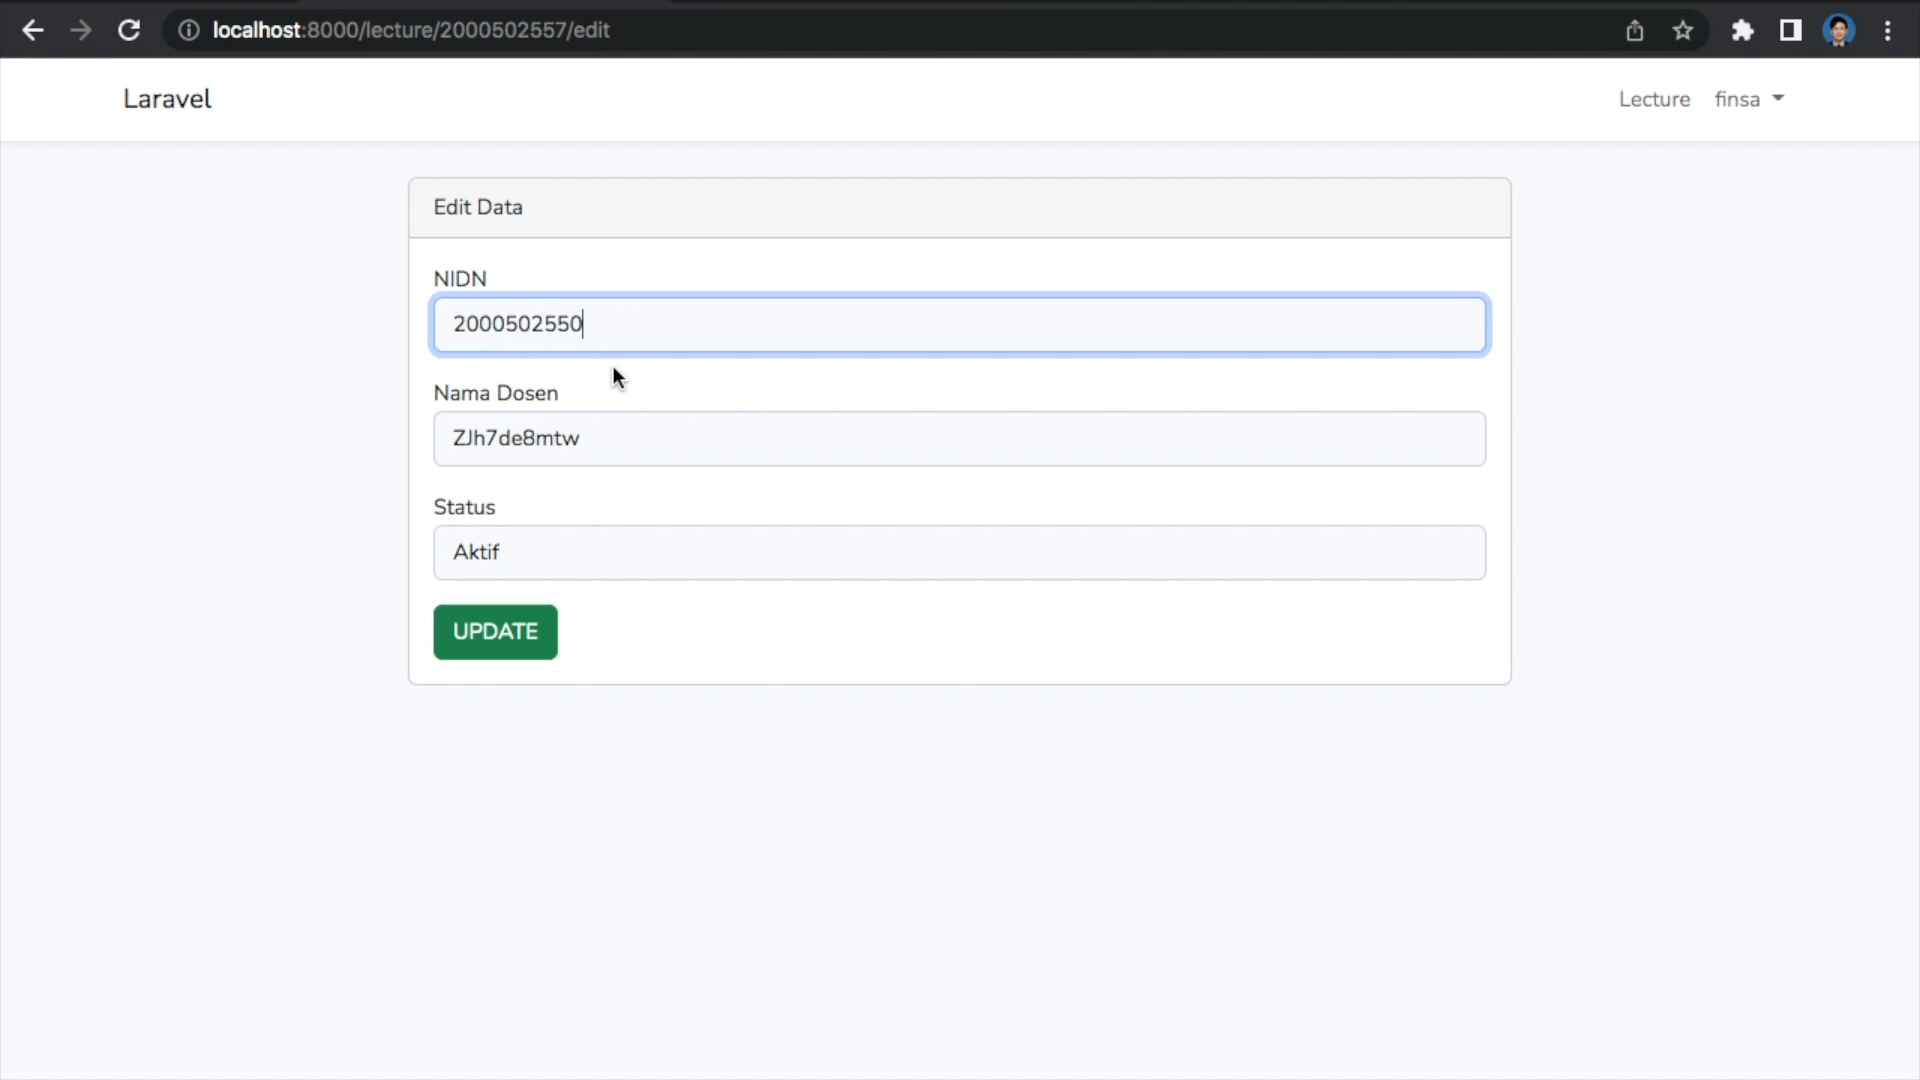 localhost:8000/lecture/2000502557/edit
Laravel
Lecture
finsa
Edit Data
NIDN
2000502550
Nama Dosen
ZJh7de8mtw
Status
Aktif
UPDATE